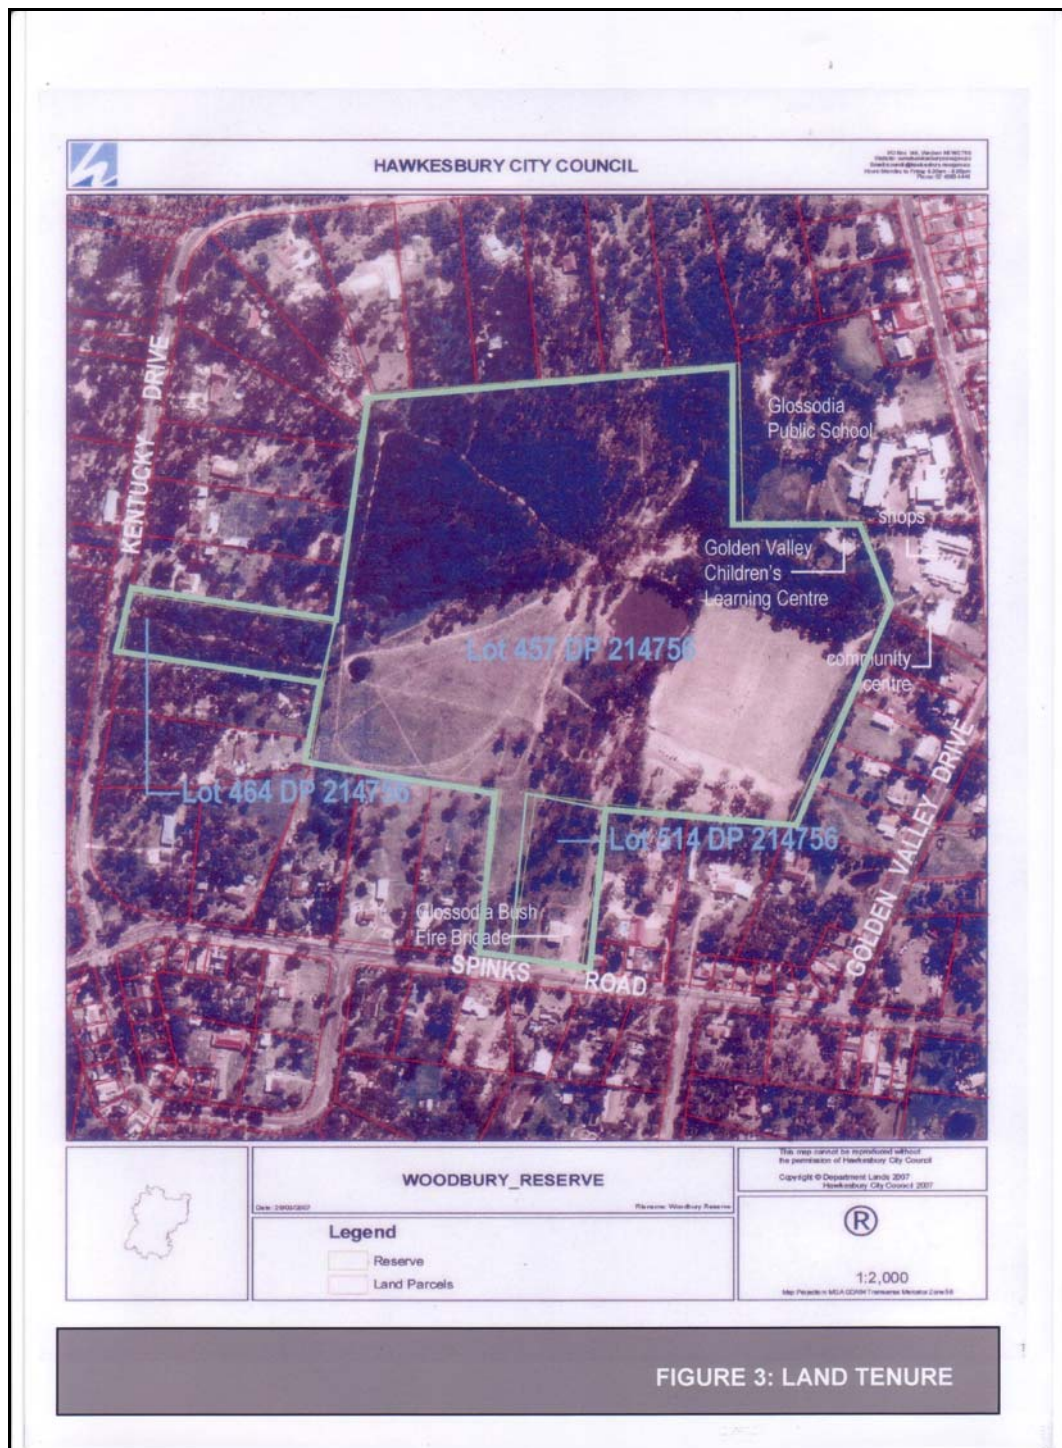 HAWKESBURY CITY COUNCIL
KENTUCKY DRIVE
Glossodia
Public School
shops
Golden Valley
Children's
Learning Centre
Lot 457 DP 214756
community
centre
Lot 464 DP 214756
Lot 514 DP 214756
GOLDEN VALLEY DRIVE
Glossodia Bush
Fire Brigade
SPINKS ROAD
This map cannot be reproduced without
the permission of Hawkesbury City Council
Copyright © Department Lands 2007
Hawkesbury City Council 2007
WOODBURY_RESERVE
Filename: Woodbury Reserve
Legend
Reserve
Land Parcels
®
1:2,000
FIGURE 3: LAND TENURE